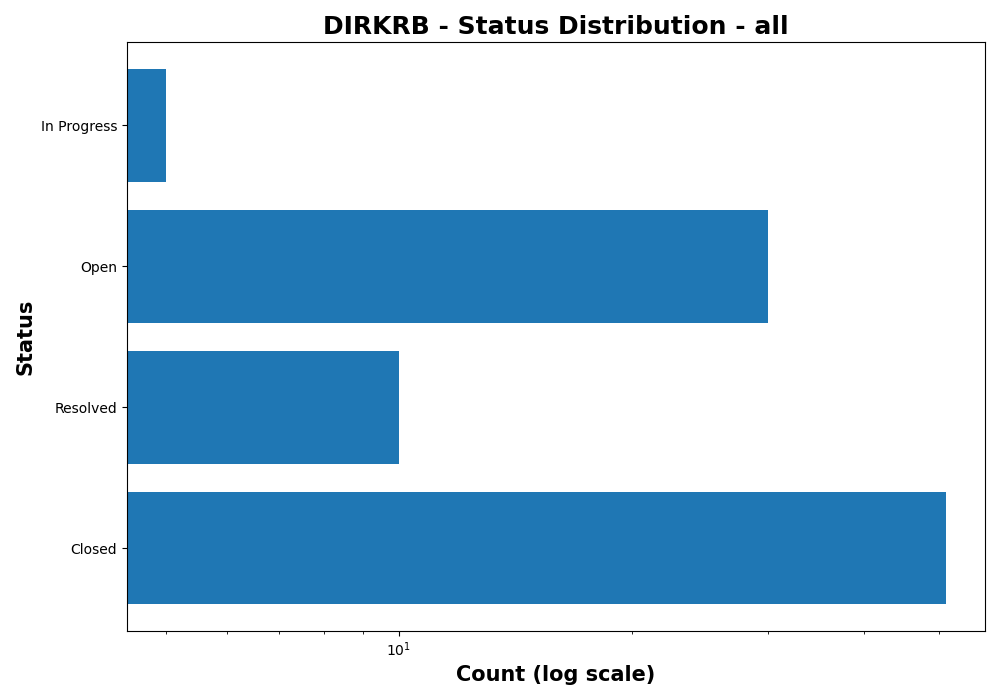 DIRKRB - Status Distribution - all
In Progress
Open
Resolved
Closed
Status
10¹
Count (log scale)